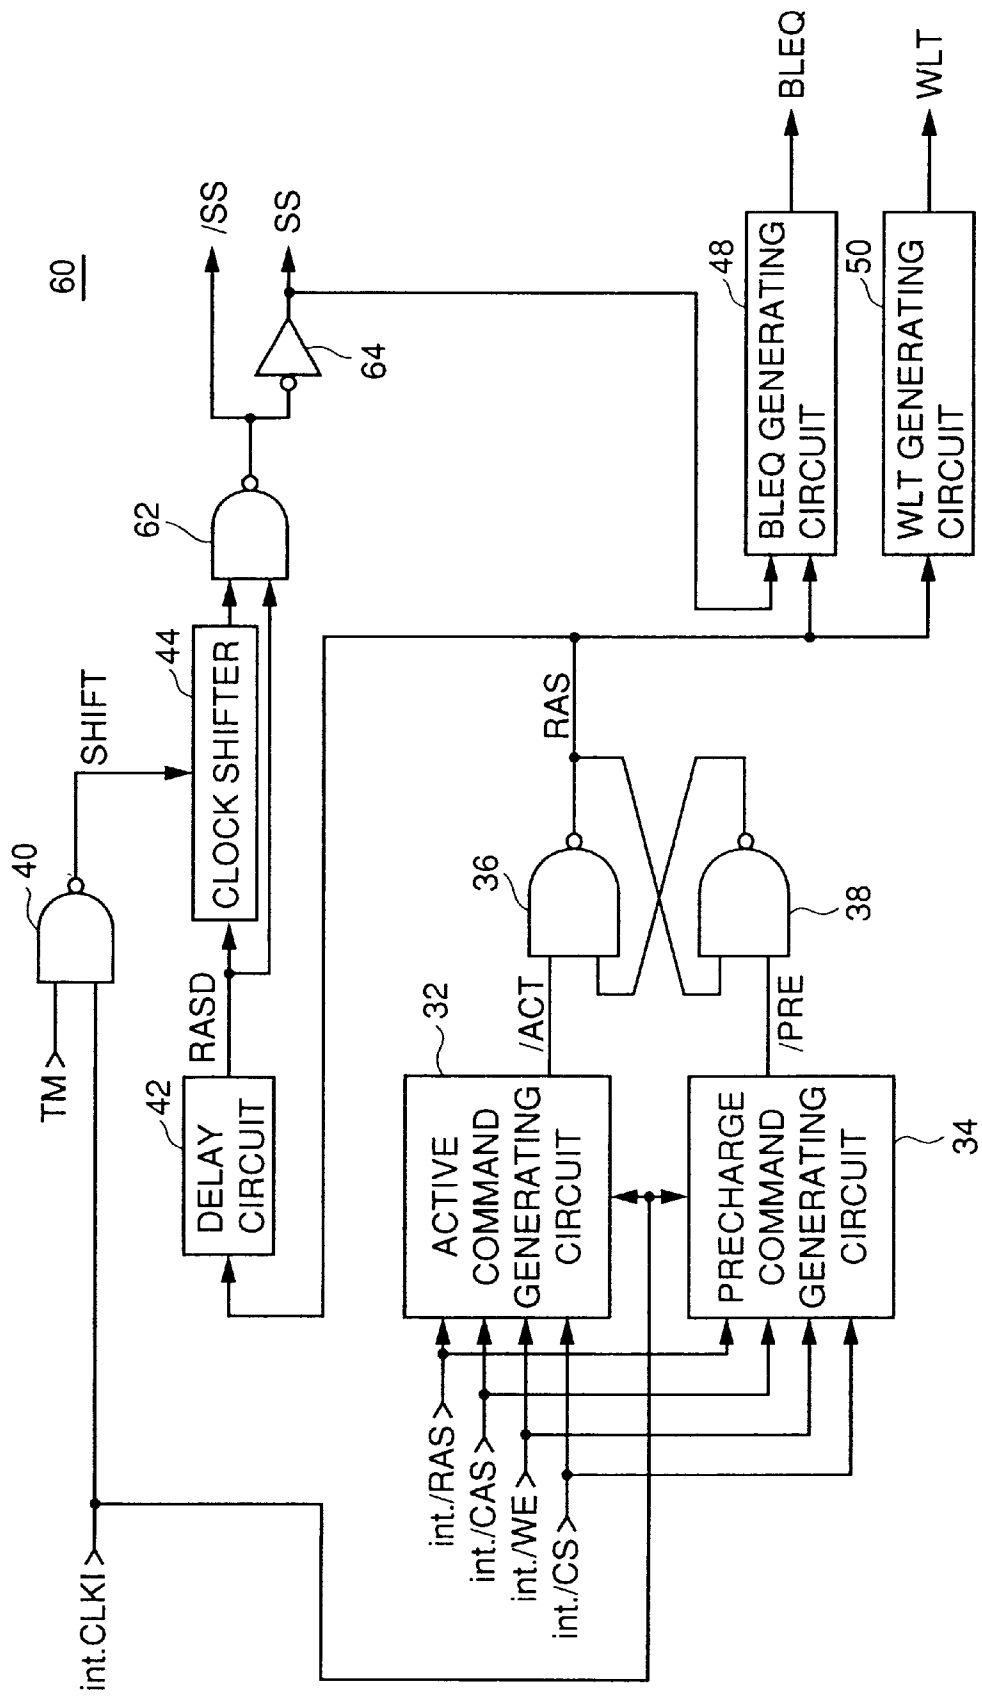 60
int.CLKI
TM
40
SHIFT
42
DELAY
CIRCUIT
RASD
44
CLOCK SHIFTER
62
/SS
SS
64
int./RAS
int./CAS
int./WE
int./CS
32
ACTIVE
COMMAND
GENERATING
CIRCUIT
/ACT
36
RAS
PRECHARGE
COMMAND
GENERATING
CIRCUIT
34
/PRE
38
48
BLEQ GENERATING
CIRCUIT
BLEQ
50
WLT GENERATING
CIRCUIT
WLT